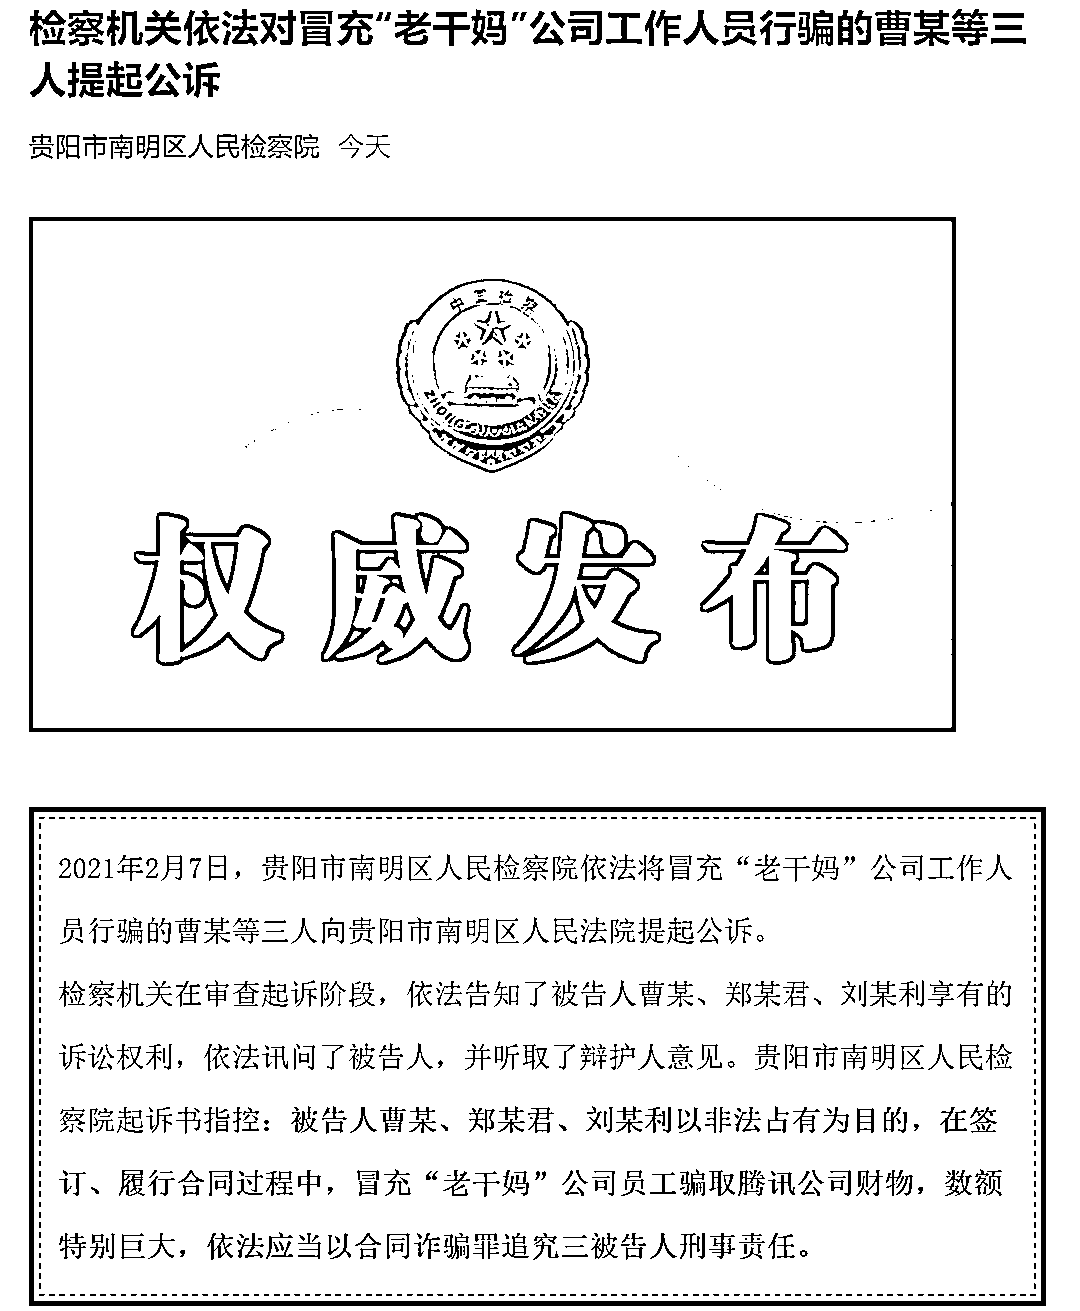 检察机关依法对冒充“老干妈”公司工作人员行骗的曹某等三
人提起公诉
贵阳市南明区人民检察院 今天
权威发布
2021年2月7日，贵阳市南明区人民检察院依法将冒充“老干妈”公司工作人
员行骗的曹某等三人向贵阳市南明区人民法院提起公诉。
检察机关在审查起诉阶段，依法告知了被告人曹某、郑某君、刘某利享有的
诉讼权利，依法讯问了被告人，并听取了辩护人意见。贵阳市南明区人民检
察院起诉书指控：被告人曹某、郑某君、刘某利以非法占有为目的，在签
订、履行合同过程中，冒充“老干妈”公司员工骗取腾讯公司财物，数额
特别巨大，依法应当以合同诈骗罪追究三被告人刑事责任。